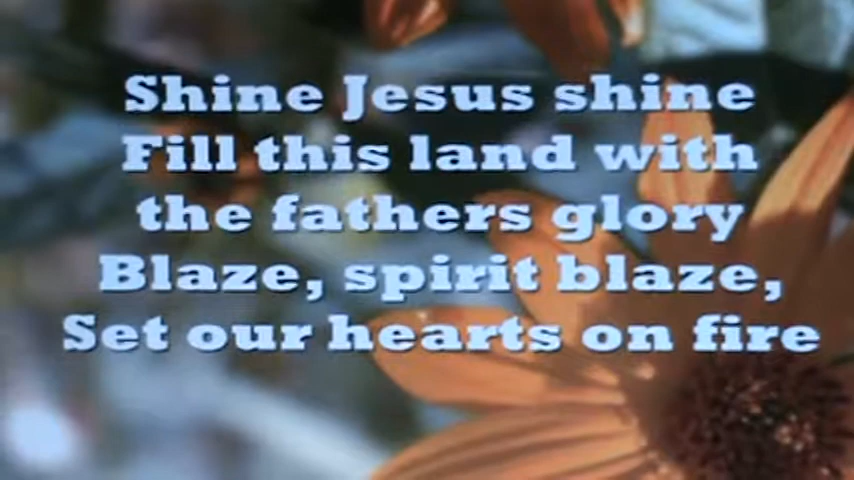 Shine Jesus shine
Fill this land with
the fathers glory
Blaze, spirit blaze,
Set our hearts on fire